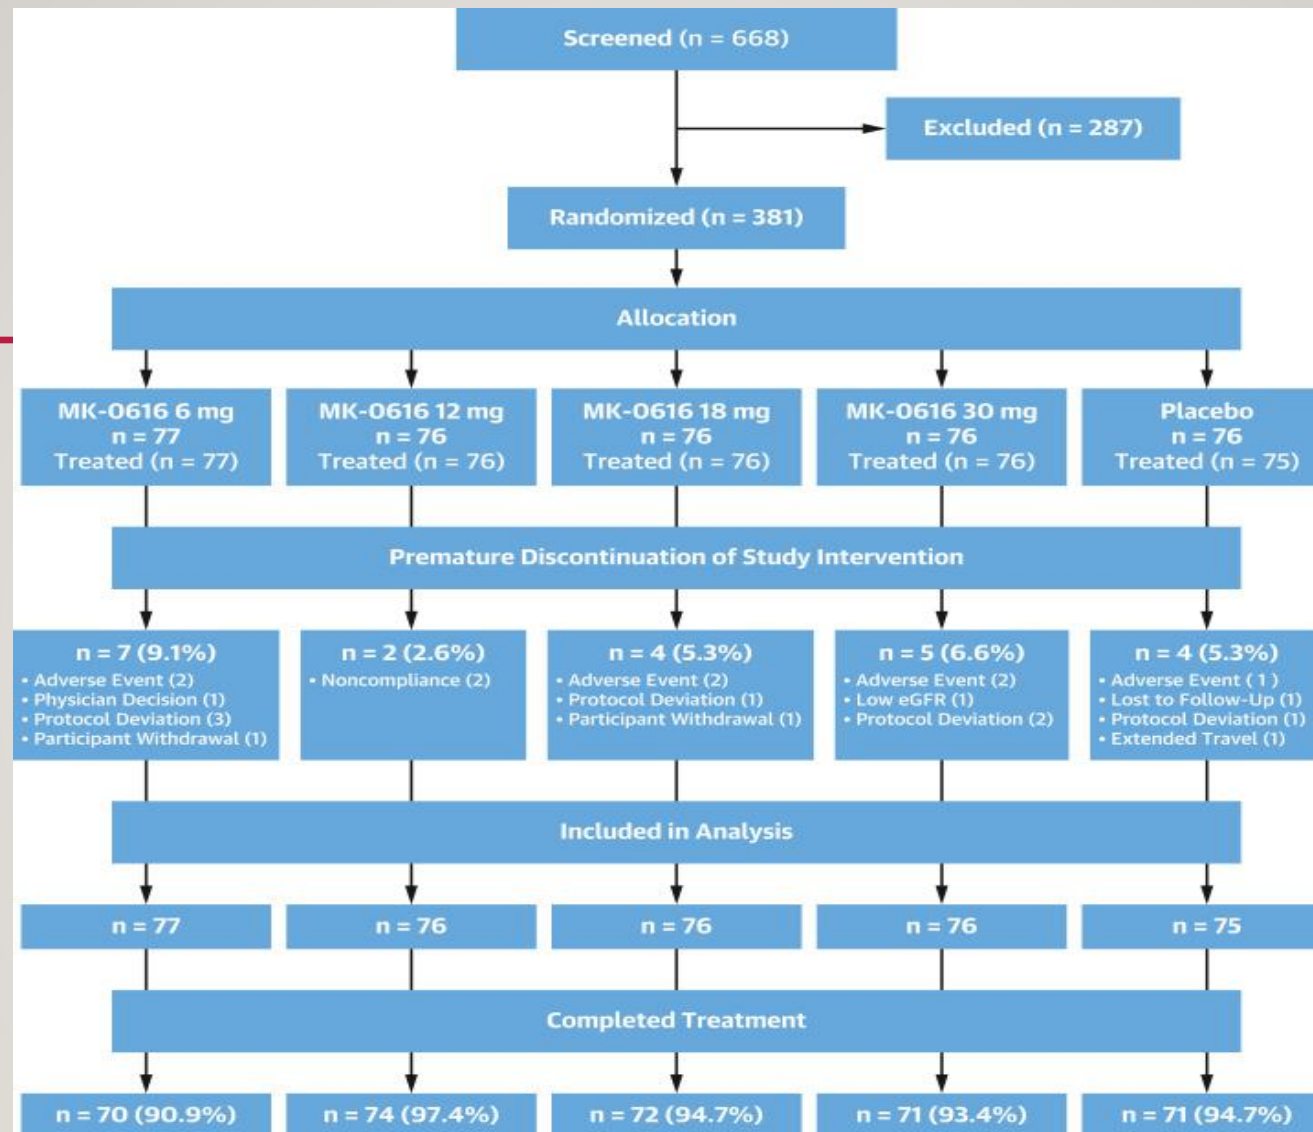 Screened (n = 668)
Excluded (n = 287)
Randomized (n = 381)
Allocation
MK-0616 6 mg
n = 77
Treated (n = 77)
MK-0616 12 mg
n = 76
Treated (n = 76)
MK-0616 18 mg
n = 76
Treated (n = 76)
MK-0616 30 mg
n = 76
Treated (n = 76)
Placebo
n = 76
Treated (n = 75)
Premature Discontinuation of Study Intervention
n = 7 (9.1%)
• Adverse Event (2)
• Physician Decision (1)
• Protocol Deviation (3)
• Participant Withdrawal (1)
n = 2 (2.6%)
• Noncompliance (2)
n = 4 (5.3%)
• Adverse Event (2)
• Protocol Deviation (1)
• Participant Withdrawal (1)
n = 5 (6.6%)
• Adverse Event (2)
• Low eGFR (1)
• Protocol Deviation (2)
n = 4 (5.3%)
• Adverse Event ( 1 )
• Lost to Follow-Up (1)
• Protocol Deviation (1)
• Extended Travel (1)
Included in Analysis
n = 77
n = 76
n = 76
n = 76
n = 75
Completed Treatment
n = 70 (90.9%)
n = 74 (97.4%)
n = 72 (94.7%)
n = 71 (93.4%)
n = 71 (94.7%)